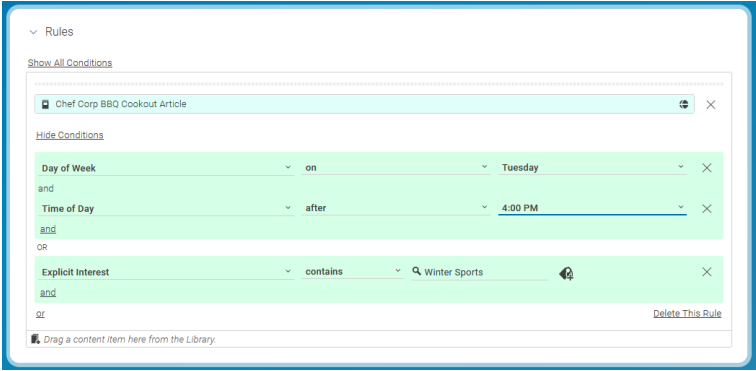 Rules
Show All Conditions
Chef Corp BBQ Cookout Article
Hide Conditions
Day of Week on Tuesday
and
Time of Day after 4:00 PM
and
OR
Explicit Interest contains Winter Sports
and
or Delete This Rule
Drag a content item here from the Library.